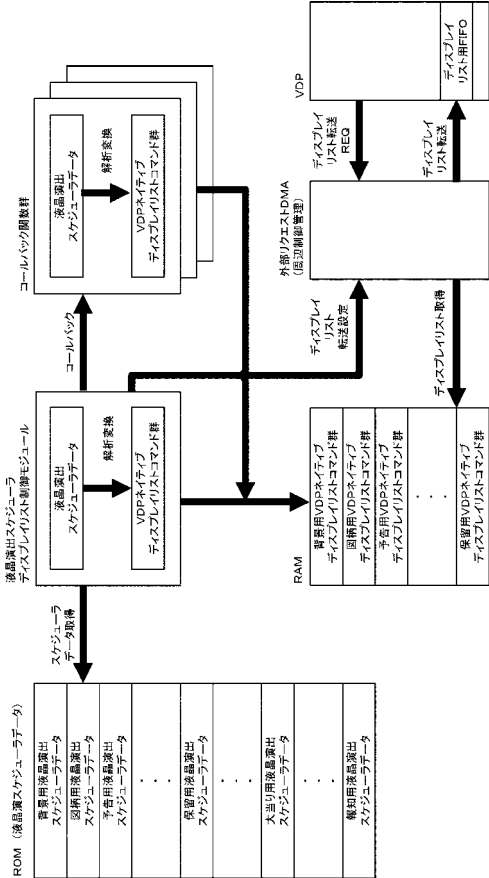 ROM (液晶演スケジューラデータ)
背景用液晶演出
スケジューラデータ
図柄用液晶演出
スケジューラデータ
予告用液晶演出
スケジューラデータ
・
・
・
保留用液晶演出
スケジューラデータ
・
・
・
大当り用液晶演出
スケジューラデータ
・
・
・
報知用液晶演出
スケジューラデータ
スケジューラ
データ取得
液晶演出スケジューラ
ディスプレイリスト制御モジュール
液晶演出
スケジューラデータ
解析変換
VDPネイティブ
ディスプレイリストコマンド群
コールバック
コールバック関数群
液晶演出
スケジューラデータ
解析変換
VDPネイティブ
ディスプレイリストコマンド群
RAM
背景用VDPネイティブ
ディスプレイリストコマンド群
図柄用VDPネイティブ
ディスプレイリストコマンド群
予告用VDPネイティブ
ディスプレイリストコマンド群
・
・
・
保留用VDPネイティブ
ディスプレイリストコマンド群
ディスプレイ
リスト
転送設定
ディスプレイリスト取得
外部リクエストDMA
(周辺制御管理)
ディスプレイ
リスト転送
REQ
ディスプレイ
リスト転送
VDP
ディスプレイ
リスト用FIFO